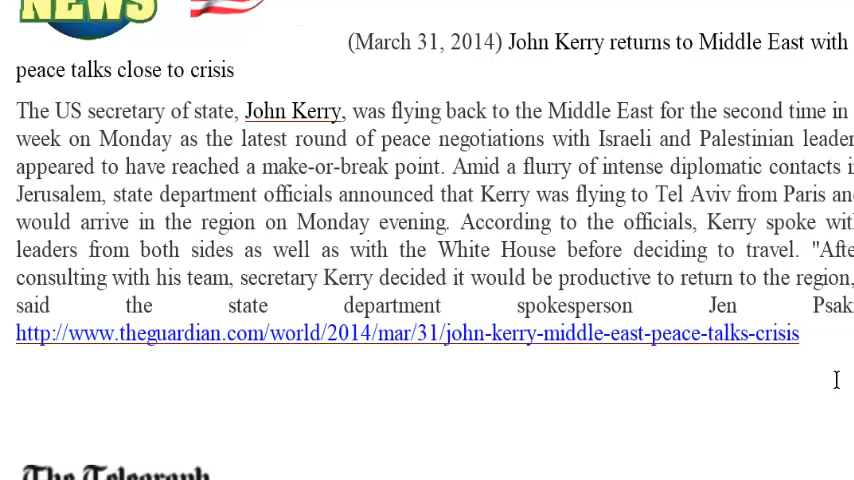 NEWS
(March 31, 2014) John Kerry returns to Middle East with
peace talks close to crisis
The US secretary of state, John Kerry, was flying back to the Middle East for the second time in
week on Monday as the latest round of peace negotiations with Israeli and Palestinian leader
appeared to have reached a make-or-break point. Amid a flurry of intense diplomatic contacts i
Jerusalem, state department officials announced that Kerry was flying to Tel Aviv from Paris an
would arrive in the region on Monday evening. According to the officials, Kerry spoke wit
leaders from both sides as well as with the White House before deciding to travel. "Afte
consulting with his team, secretary Kerry decided it would be productive to return to the region,
said the state department spokesperson Jen Psak
http://www.theguardian.com/world/2014/mar/31/john-kerry-middle-east-peace-talks-crisis
The Telegraph